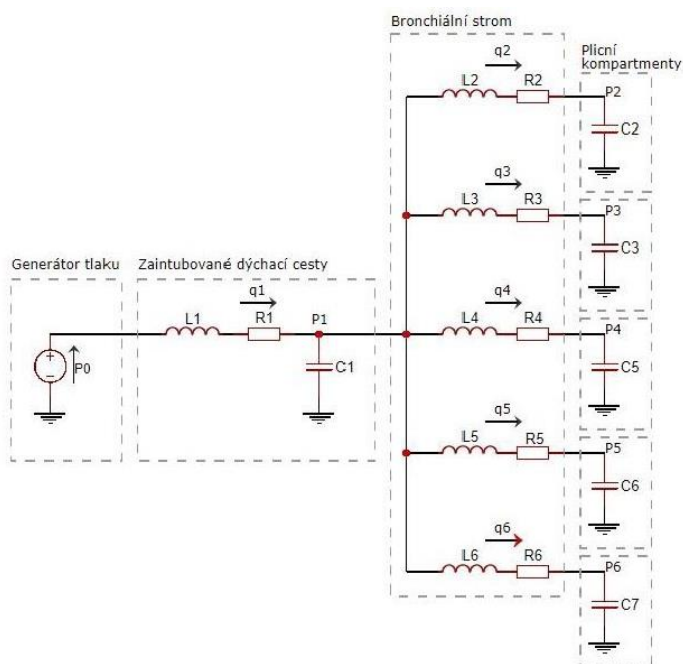 Bronchiální strom
Plicní
kompartmenty
q2
L2
R2
P2
C2
q3
L3
R3
P3
C3
Generátor tlaku
Zaintubované dýchací cesty
q1
L1
R1
P1
C1
P0
q4
L4
R4
P4
C5
q5
L5
R5
P5
C6
q6
L6
R6
P6
C7